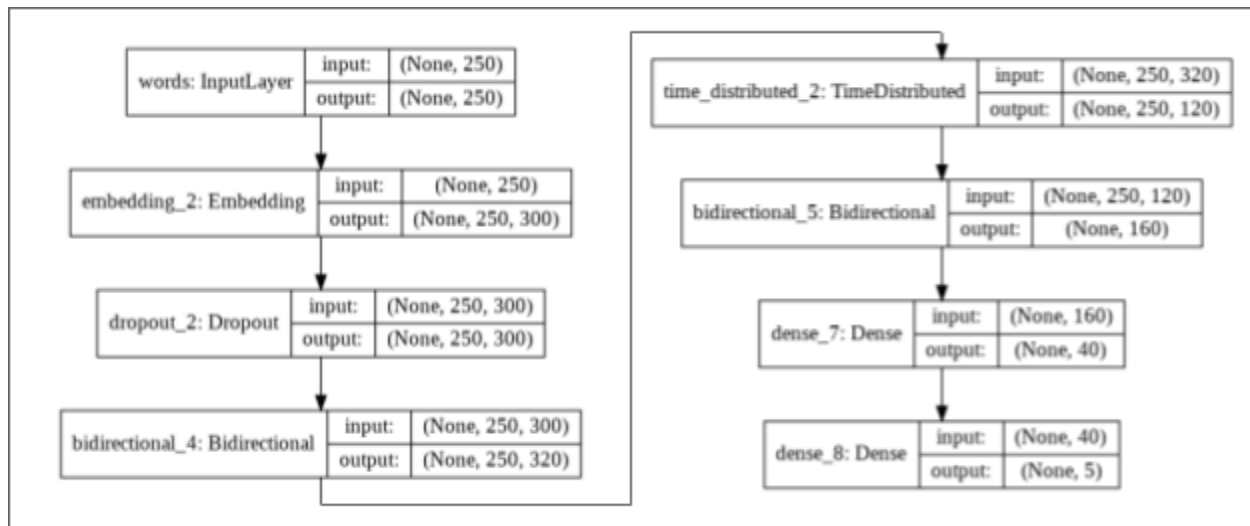 words: InputLayer input: (None, 250)
output: (None, 250)
embedding_2: Embedding input: (None, 250)
output: (None, 250, 300)
dropout_2: Dropout input: (None, 250, 300)
output: (None, 250, 300)
bidirectional_4: Bidirectional input: (None, 250, 300)
output: (None, 250, 320)
time_distributed_2: TimeDistributed input: (None, 250, 320)
output: (None, 250, 120)
bidirectional_5: Bidirectional input: (None, 250, 120)
output: (None, 160)
dense_7: Dense input: (None, 160)
output: (None, 40)
dense_8: Dense input: (None, 40)
output: (None, 5)